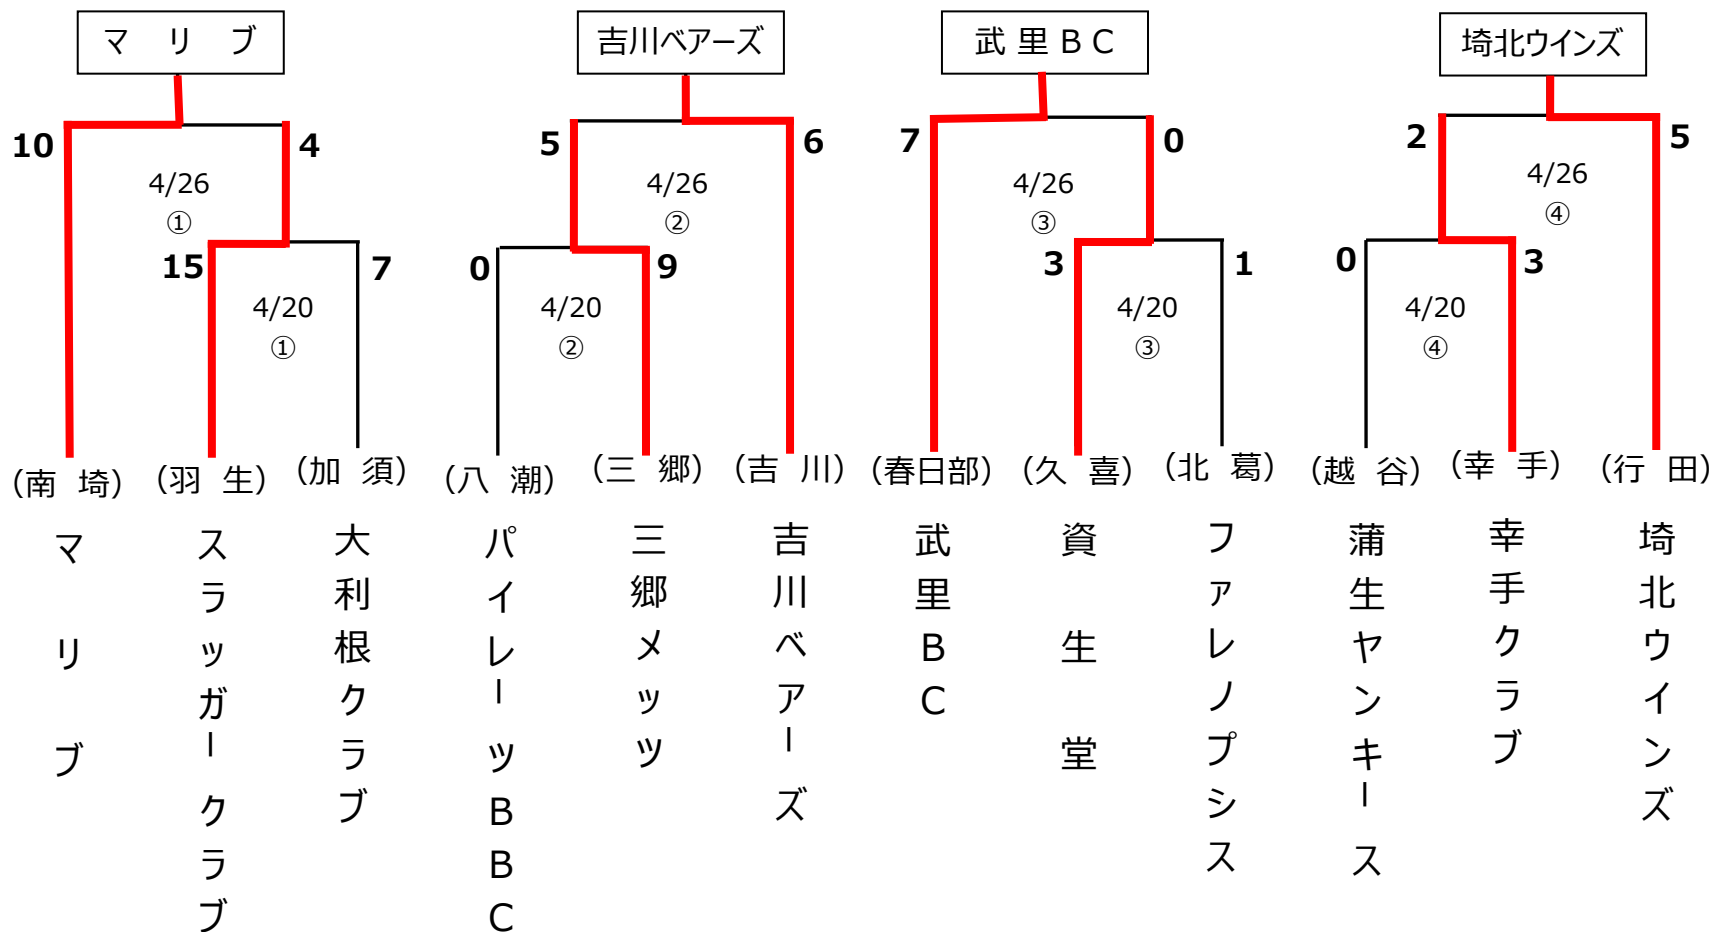 マ リ ブ
吉川ベアーズ
武 里 B C
埼北ウインズ
10 4 5 6 7 0 2 5
4/26 4/26 4/26 4/26
① ② ③ ④
15 7 0 9 3 1 0 3
4/20 4/20 4/20 4/20
① ② ③ ④
(南 埼) (羽 生) (加 須) (八 潮) (三 郷) (吉 川) (春日部) (久 喜) (北 葛) (越 谷) (幸 手) (行 田)
マリブ
スラッガークラブ
大利根クラブ
パイレーツBBC
三郷メッツ
吉川ベアーズ
武里BC
資生堂
ファレノプシス
蒲生ヤンキース
幸手クラブ
埼北ウインズ